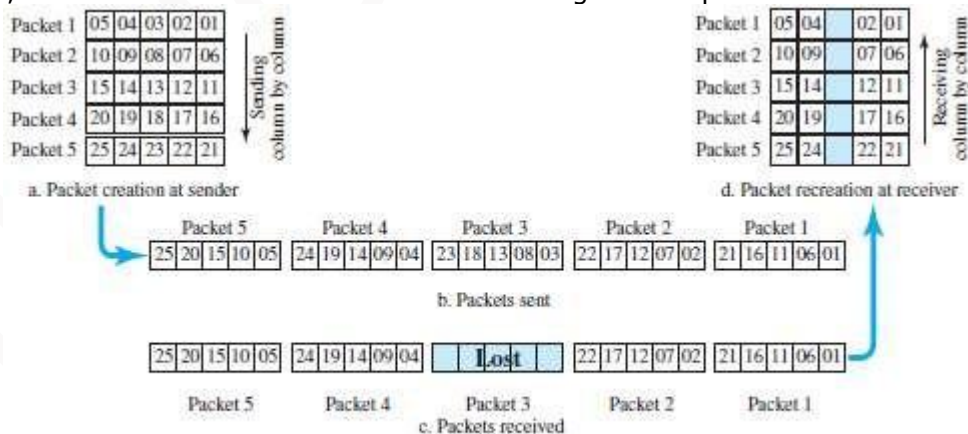 Packet 1 05 04 03 02 01
Packet 2 10 09 08 07 06
Packet 3 15 14 13 12 11
Packet 4 20 19 18 17 16
Packet 5 25 24 23 22 21
Sending
column by column
a. Packet creation at sender
Packet 1 05 04 02 01
Packet 2 10 09 07 06
Packet 3 15 14 12 11
Packet 4 20 19 17 16
Packet 5 25 24 22 21
Receiving
column by column
d. Packet recreation at receiver
Packet 5 Packet 4 Packet 3 Packet 2 Packet 1
25 20 15 10 05 24 19 14 09 04 23 18 13 08 03 22 17 12 07 02 21 16 11 06 01
b. Packets sent
25 20 15 10 05 24 19 14 09 04 Lost 22 17 12 07 02 21 16 11 06 01
Packet 5 Packet 4 Packet 3 Packet 2 Packet 1
c. Packets received